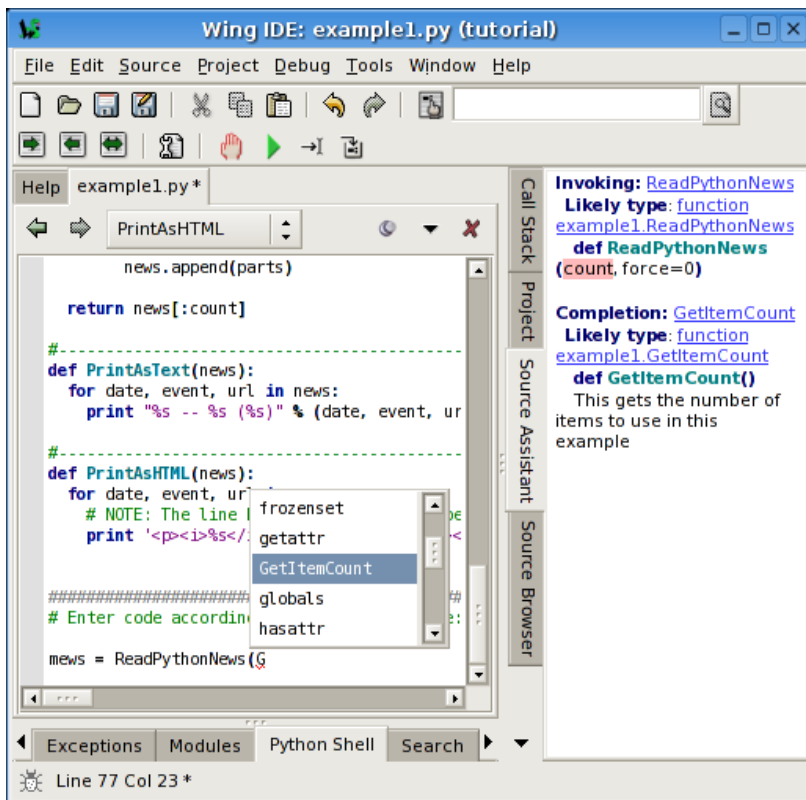 Wing IDE: example1.py (tutorial)
File Edit Source Project Debug Tools Window Help
Help example1.py*
PrintAsHTML
news.append(parts)
return news[:count]
#--------------------------------------------
def PrintAsText(news):
for date, event, url in news:
print "%s -- %s (%s)" % (date, event, ur
#--------------------------------------------
def PrintAsHTML(news):
for date, event, url
# NOTE: The line
print '<p><i>%s</
############################
# Enter code accordin
mews = ReadPythonNews(G
frozenset
getattr
GetItemCount
globals
hasattr
Call Stack
Project
Source Assistant
Source Browser
Invoking: ReadPythonNews
Likely type: function
example1.ReadPythonNews
def ReadPythonNews
(count, force=0)
Completion: GetItemCount
Likely type: function
example1.GetItemCount
def GetItemCount()
This gets the number of
items to use in this
example
Exceptions Modules Python Shell Search
Line 77 Col 23 *